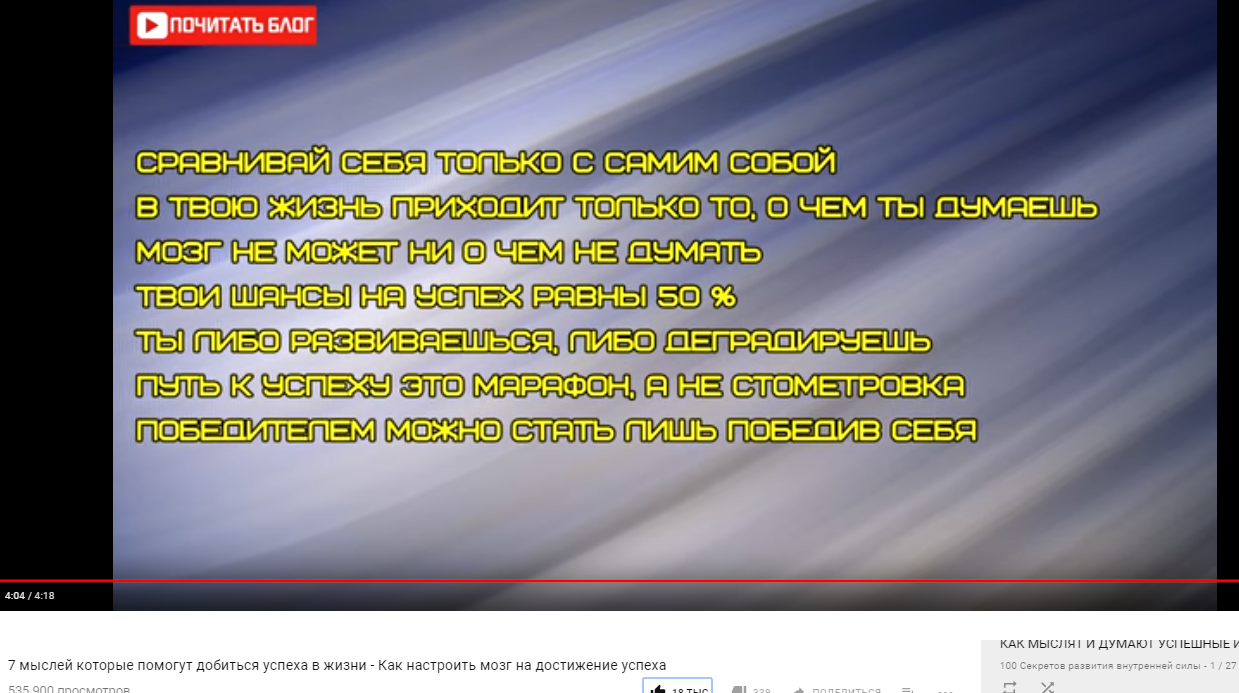 ПОЧИТАТЬ БЛОГ
СРАВНИВАЙ СЕБЯ ТОЛЬКО С САМИМ СОБОЙ
В ТВОЮ ЖИЗНЬ ПРИХОДИТ ТОЛЬКО ТО, О ЧЕМ ТЫ ДУМАЕШЬ
МОЗГ НЕ МОЖЕТ НИ О ЧЕМ НЕ ДУМАТЬ
ТВОИ ШАНСЫ НА УСПЕХ РАВНЫ 50 %
ТЫ ЛИБО РАЗВИВАЕШЬСЯ, ЛИБО ДЕГРАДИРУЕШЬ
ПУТЬ К УСПЕХУ ЭТО МАРАФОН, А НЕ СТОМЕТРОВКА
ПОБЕДИТЕЛЕМ МОЖНО СТАТЬ ЛИШЬ ПОБЕДИВ СЕБЯ
4:04 / 4:18
КАК МЫСЛЯТ И ДУМАЮТ УСПЕШНЫЕ И
7 мыслей которые помогут добиться успеха в жизни - Как настроить мозг на достижение успеха
100 Секретов развития внутренней силы - 1 / 27
535 900 просмотров
18 ТЫС
339
ПОДЕЛИТЬСЯ